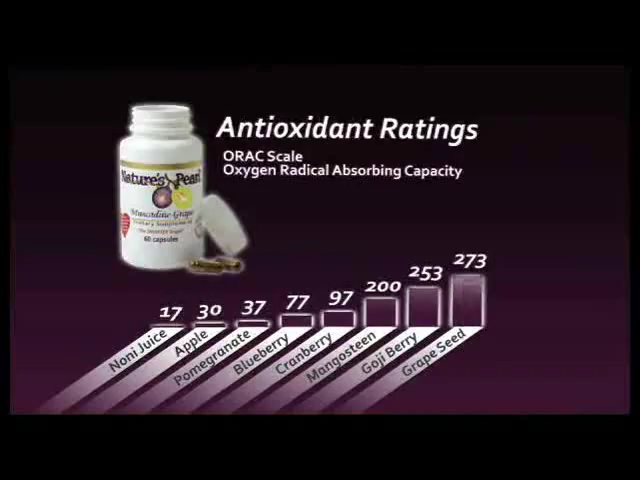 Antioxidant Ratings
ORAC Scale
Oxygen Radical Absorbing Capacity
Nature's Pearl
Muscadine Grape
60 capsules
17 30 37 77 97 200 253 273
Noni Juice
Apple
Pomegranate
Blueberry
Cranberry
Mangosteen
Goji Berry
Grape Seed